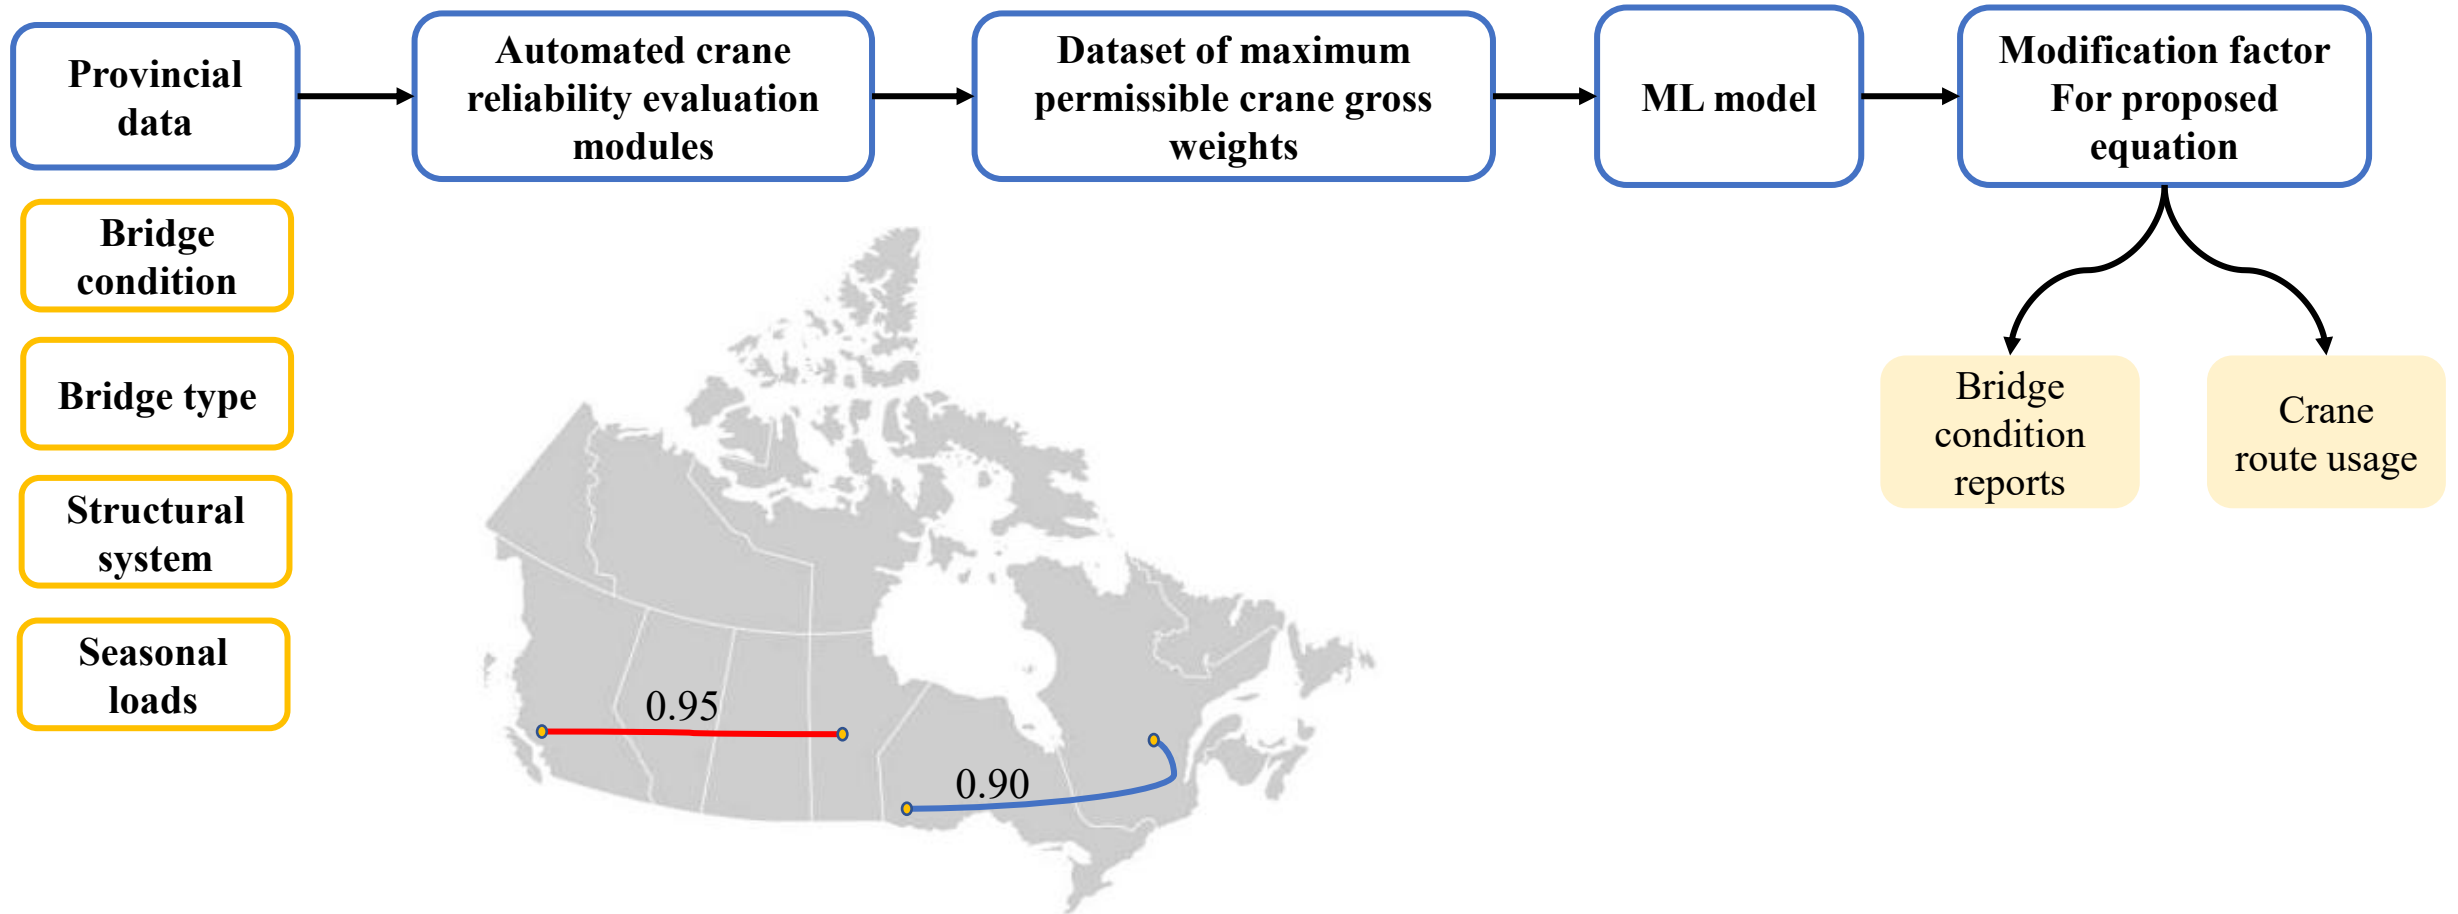 Provincial
data
Automated crane
reliability evaluation
modules
Dataset of maximum
permissible crane gross
weights
ML model
Modification factor
For proposed
equation
Bridge
condition
Bridge type
Structural
system
Seasonal
loads
0.95
0.90
Bridge
condition
reports
Crane
route usage